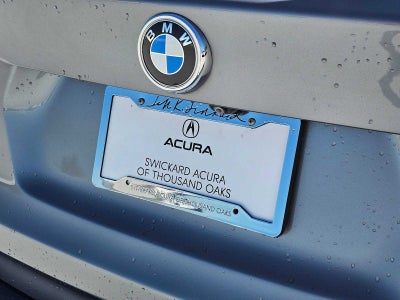 BMW
ACURA
SWICKARD ACURA
OF THOUSAND OAKS